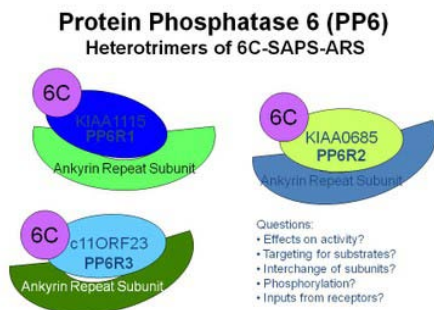 Protein Phosphatase 6 (PP6)
Heterotrimers of 6C-SAPS-ARS
6C
KIAA1115
PP6R1
Ankyrin Repeat Subunit
6C
KIAA0685
PP6R2
Ankyrin Repeat Subunit
6C
c11ORF23
PP6R3
Ankyrin Repeat Subunit
Questions:
• Effects on activity?
• Targeting for substrates?
• Interchange of subunits?
• Phosphorylation?
• Inputs from receptors?